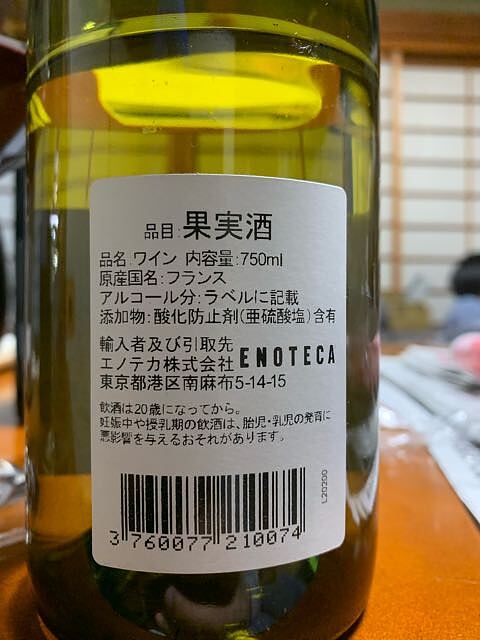 品目:果実酒
品名:ワイン 内容量:750ml
原産国名:フランス
アルコール分:ラベルに記載
添加物:酸化防止剤(亜硫酸塩)含有
輸入者及び引取先
エノテカ株式会社 ENOTECA
東京都港区南麻布5-14-15
飲酒は20歳になってから。
妊娠中や授乳期の飲酒は、胎児・乳児の発育に
悪影響を与えるおそれがあります。
L20200
3 760077 210074